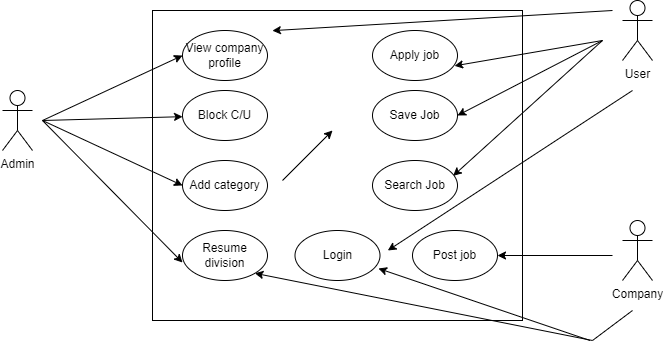 View company
profile
Apply job
User
Block C/U
Save Job
Admin
Add category
Search Job
Resume
division
Login
Post job
Company